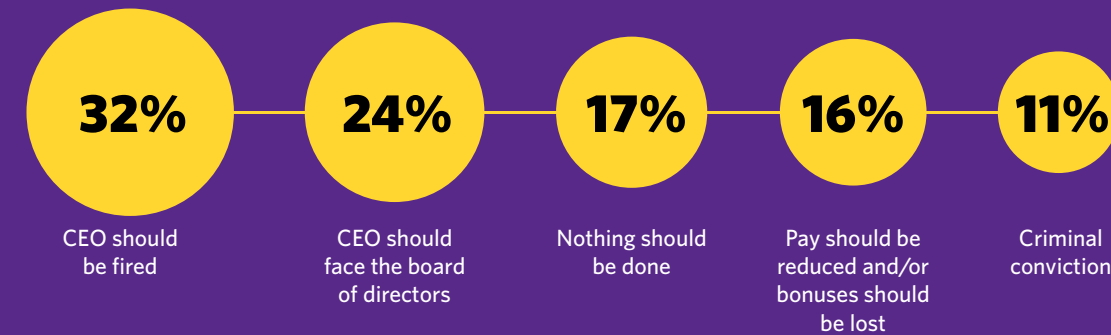 32%
24%
17%
16%
11%
CEO should
be fired
CEO should
face the board
of directors
Nothing should
be done
Pay should be
reduced and/or
bonuses should
be lost
Criminal
conviction